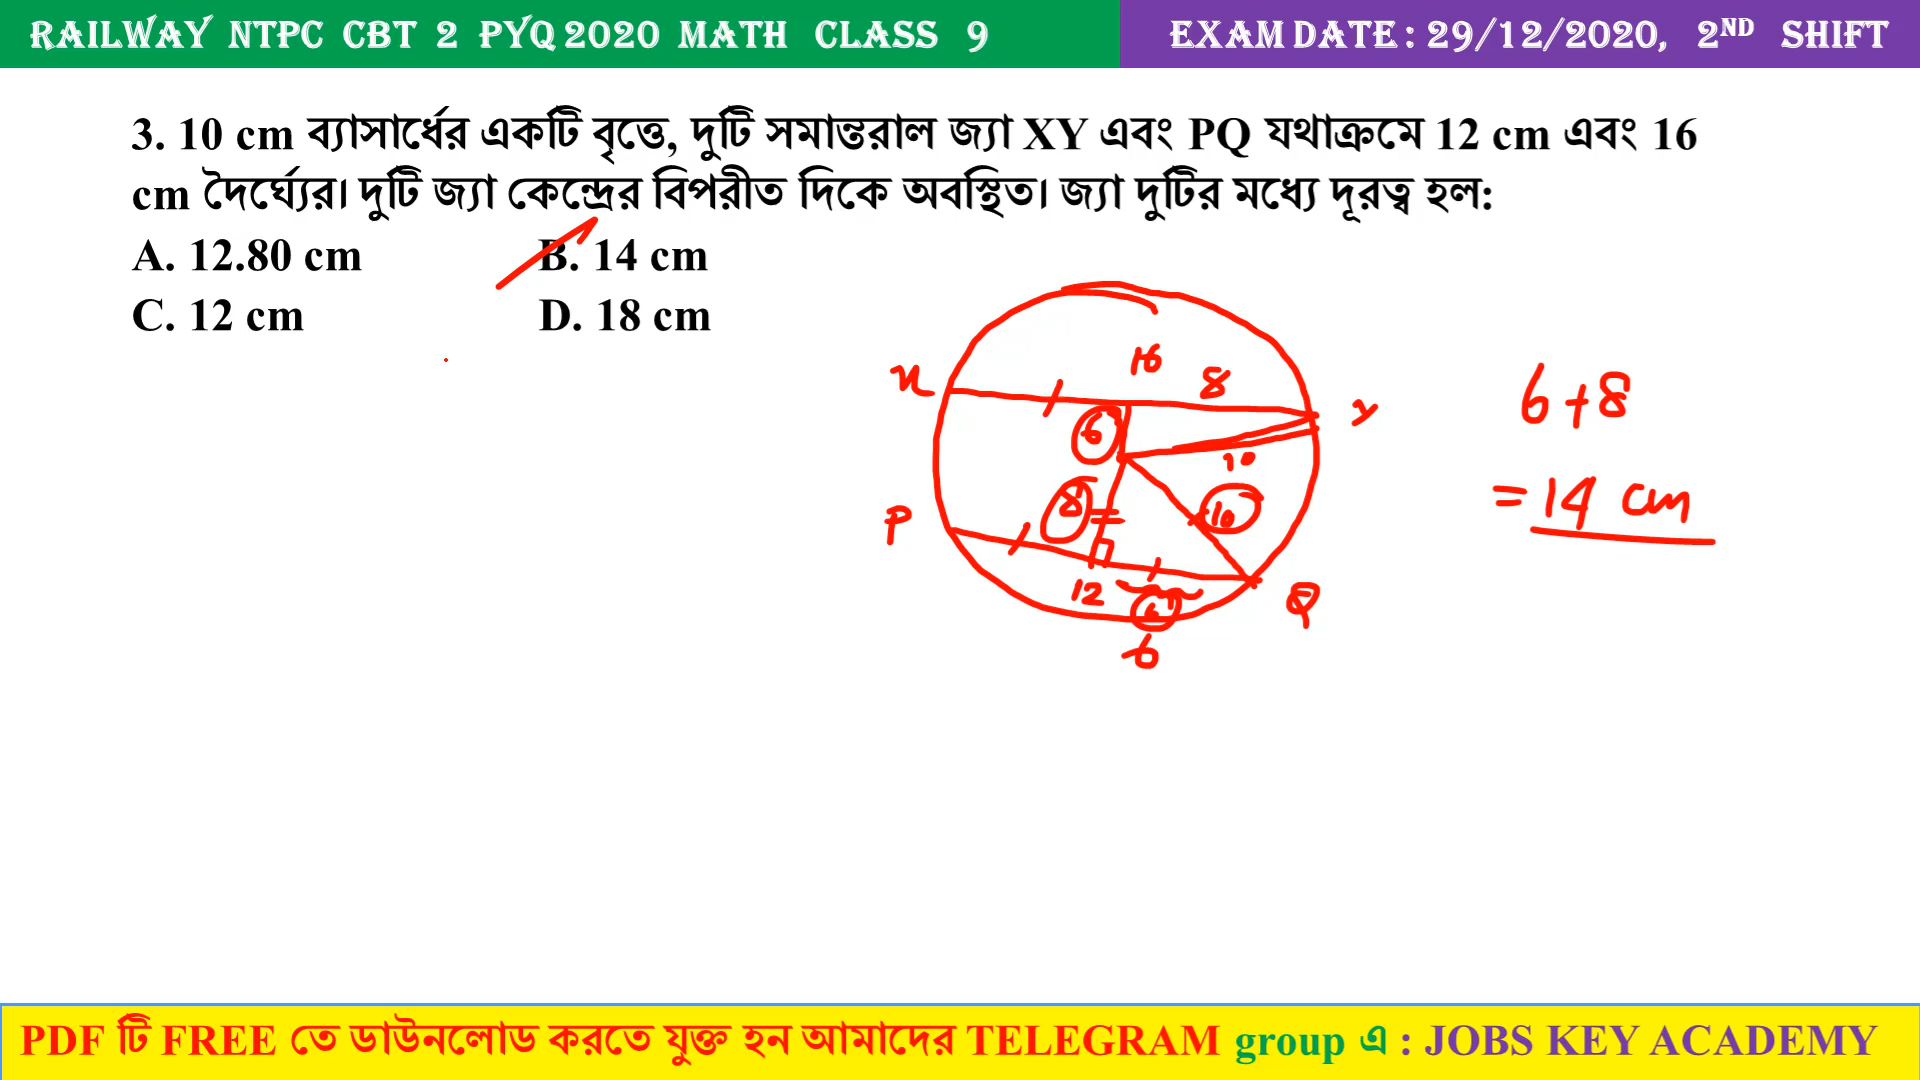 RAILWAY NTPC CBT 2 PYQ 2020 MATH CLASS 9
EXAM DATE : 29/12/2020, 2ND SHIFT
3. 10 cm ব্যাসার্ধের একটি বৃত্তে, দুটি সমান্তরাল জ্যা XY এবং PQ যথাক্রমে 12 cm এবং 16
cm দৈর্ঘ্যের। দুটি জ্যা কেন্দ্রের বিপরীত দিকে অবস্থিত। জ্যা দুটির মধ্যে দূরত্ব হল:
A. 12.80 cm B. 14 cm
C. 12 cm D. 18 cm
16
x 8 y
6
10
8 10
P
12 6 Q
6
6+8
= 14 cm
PDF টি FREE তে ডাউনলোড করতে যুক্ত হন আমাদের TELEGRAM group এ : JOBS KEY ACADEMY